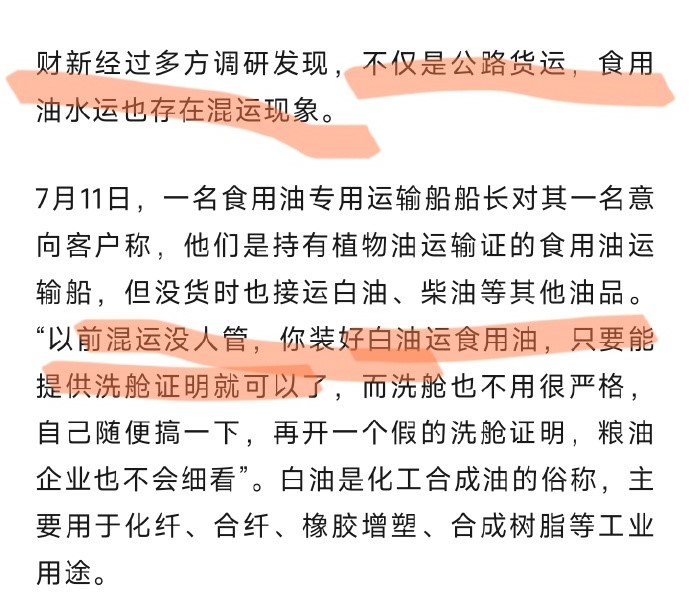 财新经过多方调研发现，不仅是公路货运，食用
油水运也存在混运现象。
7月11日，一名食用油专用运输船船长对其一名意
向客户称，他们是持有植物油运输证的食用油运
输船，但没货时也接运白油、柴油等其他油品。
“以前混运没人管，你装好白油运食用油，只要能
提供洗舱证明就可以了，而洗舱也不用很严格，
自己随便搞一下，再开一个假的洗舱证明，粮油
企业也不会细看”。白油是化工合成油的俗称，主
要用于化纤、合纤、橡胶增塑、合成树脂等工业
用途。